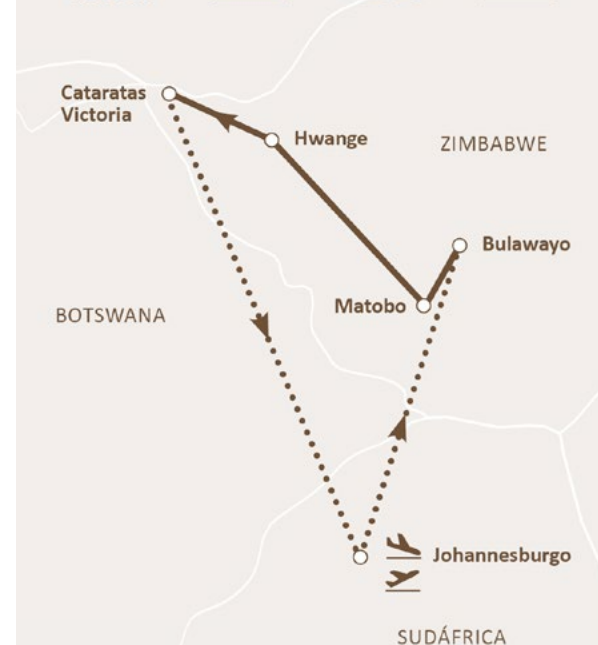 Cataratas
Victoria
Hwange
ZIMBABWE
Bulawayo
Matobo
BOTSWANA
Johannesburgo
SUDÁFRICA